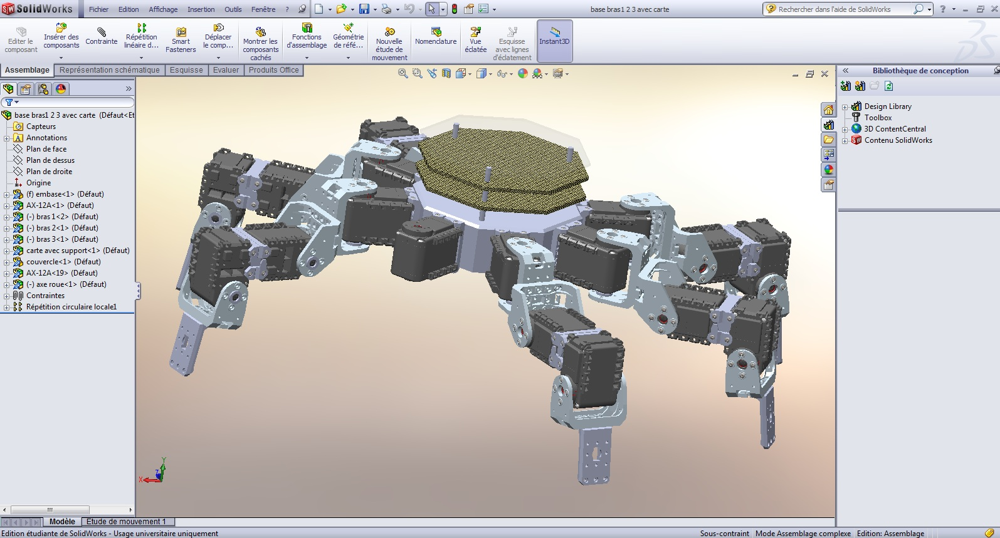 SolidWorks
Fichier Edition Affichage Insertion Outils Fenêtre ?
base bras1 2 3 avec carte
Rechercher dans l'aide de SolidWorks
?
Editer le composant
Insérer des composants
Contrainte
Répétition linéaire d...
Smart Fasteners
Déplacer le comp...
Montrer les composants cachés
Fonctions d'assemblage
Géométrie de réfé...
Nouvelle étude de mouvement
Nomenclature
Vue éclatée
Esquisse avec lignes d'éclatement
Instant3D
Assemblage Représentation schématique Esquisse Evaluer Produits Office
Bibliothèque de conception
Design Library
Toolbox
3D ContentCentral
Contenu SolidWorks
base bras1 2 3 avec carte (Défaut<Et
Capteurs
Annotations
Plan de face
Plan de dessus
Plan de droite
Origine
(f) embase<1> (Défaut)
AX-12A<1> (Défaut)
(-) bras 1<2> (Défaut)
(-) bras 2<1> (Défaut)
(-) bras 3<1> (Défaut)
carte avec support<1> (Défaut)
couvercle<1> (Défaut)
AX-12A<19> (Défaut)
(-) axe roue<1> (Défaut)
Contraintes
Répétition circulaire locale1
Y
Z
X
Modèle Etude de mouvement 1
Edition étudiante de SolidWorks - Usage universitaire uniquement
Sous-contraint Mode Assemblage complexe Edition: Assemblage